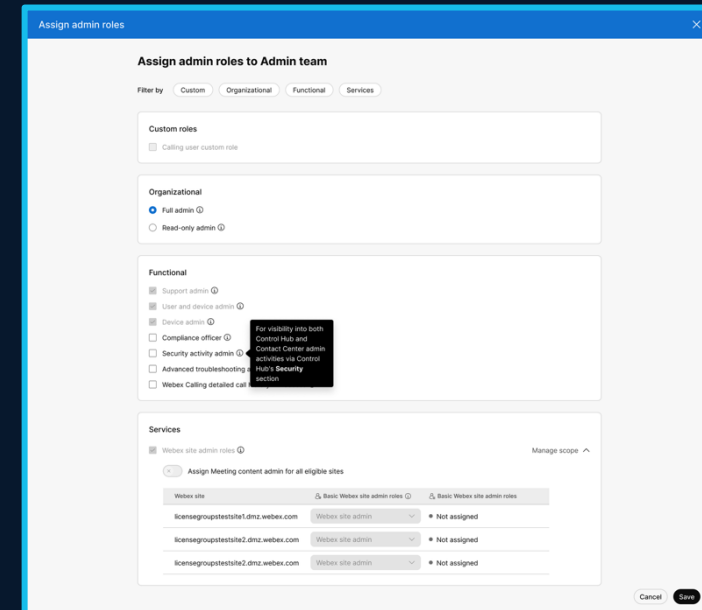 Assign admin roles
Assign admin roles to Admin team
Filter by Custom Organizational Functional Services
Custom roles
Calling user custom role
Organizational
Full admin
Read-only admin
Functional
Support admin
User and device admin
Device admin
Compliance officer
Security activity admin
Advanced troubleshooting
Webex Calling detailed call
For visibility into both
Control Hub and
Contact Center admin
activities via Control
Hub's Security
section
Services
Webex site admin roles Manage scope
Assign Meeting content admin for all eligible sites
Webex site Basic Webex site admin roles Basic Webex site admin roles
licensegroupstestsite1.dmz.webex.com Webex site admin Not assigned
licensegroupstestsite2.dmz.webex.com Webex site admin Not assigned
licensegroupstestsite2.dmz.webex.com Webex site admin Not assigned
Cancel Save